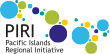 PIRI
Pacific Islands
Regional Initiative